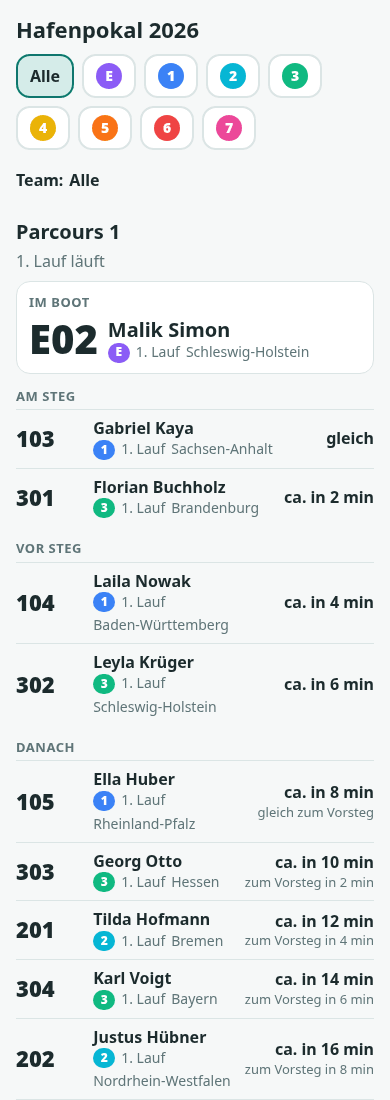 Hafenpokal 2026
Alle E 1 2 3
4 5 6 7
Team: Alle
Parcours 1
1. Lauf läuft
IM BOOT
E02 Malik Simon
E 1. Lauf Schleswig-Holstein
AM STEG
103 Gabriel Kaya gleich
1 1. Lauf Sachsen-Anhalt
301 Florian Buchholz ca. in 2 min
3 1. Lauf Brandenburg
VOR STEG
104 Laila Nowak ca. in 4 min
1 1. Lauf
Baden-Württemberg
302 Leyla Krüger ca. in 6 min
3 1. Lauf
Schleswig-Holstein
DANACH
105 Ella Huber ca. in 8 min
1 1. Lauf gleich zum Vorsteg
Rheinland-Pfalz
303 Georg Otto ca. in 10 min
3 1. Lauf Hessen zum Vorsteg in 2 min
201 Tilda Hofmann ca. in 12 min
2 1. Lauf Bremen zum Vorsteg in 4 min
304 Karl Voigt ca. in 14 min
3 1. Lauf Bayern zum Vorsteg in 6 min
202 Justus Hübner ca. in 16 min
2 1. Lauf zum Vorsteg in 8 min
Nordrhein-Westfalen